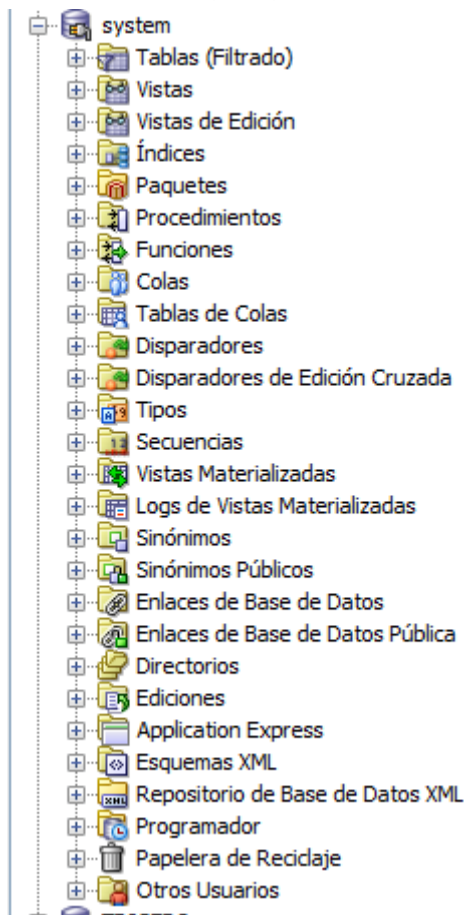 system
Tablas (Filtrado)
Vistas
Vistas de Edición
Índices
Paquetes
Procedimientos
Funciones
Colas
Tablas de Colas
Disparadores
Disparadores de Edición Cruzada
Tipos
Secuencias
Vistas Materializadas
Logs de Vistas Materializadas
Sinónimos
Sinónimos Públicos
Enlaces de Base de Datos
Enlaces de Base de Datos Pública
Directorios
Ediciones
Application Express
Esquemas XML
Repositorio de Base de Datos XML
Programador
Papelera de Reciclaje
Otros Usuarios